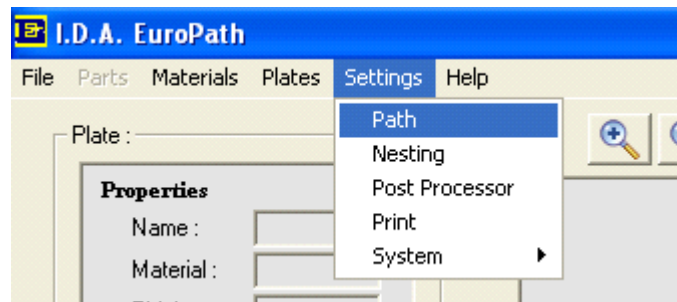 I.D.A. EuroPath
File Parts Materials Plates Settings Help
Path
Nesting
Post Processor
Print
System
Plate :
Properties
Name :
Material :